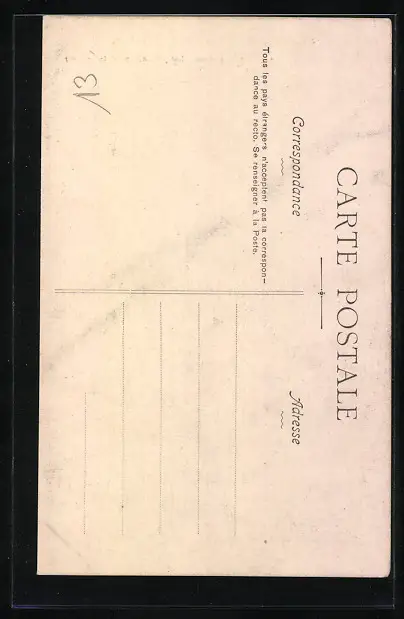 CARTE POSTALE
Correspondance
Adresse
Tous les pays étrangers n'acceptent pas la correspon-
dance au recto. Se renseigner à la Poste.
13